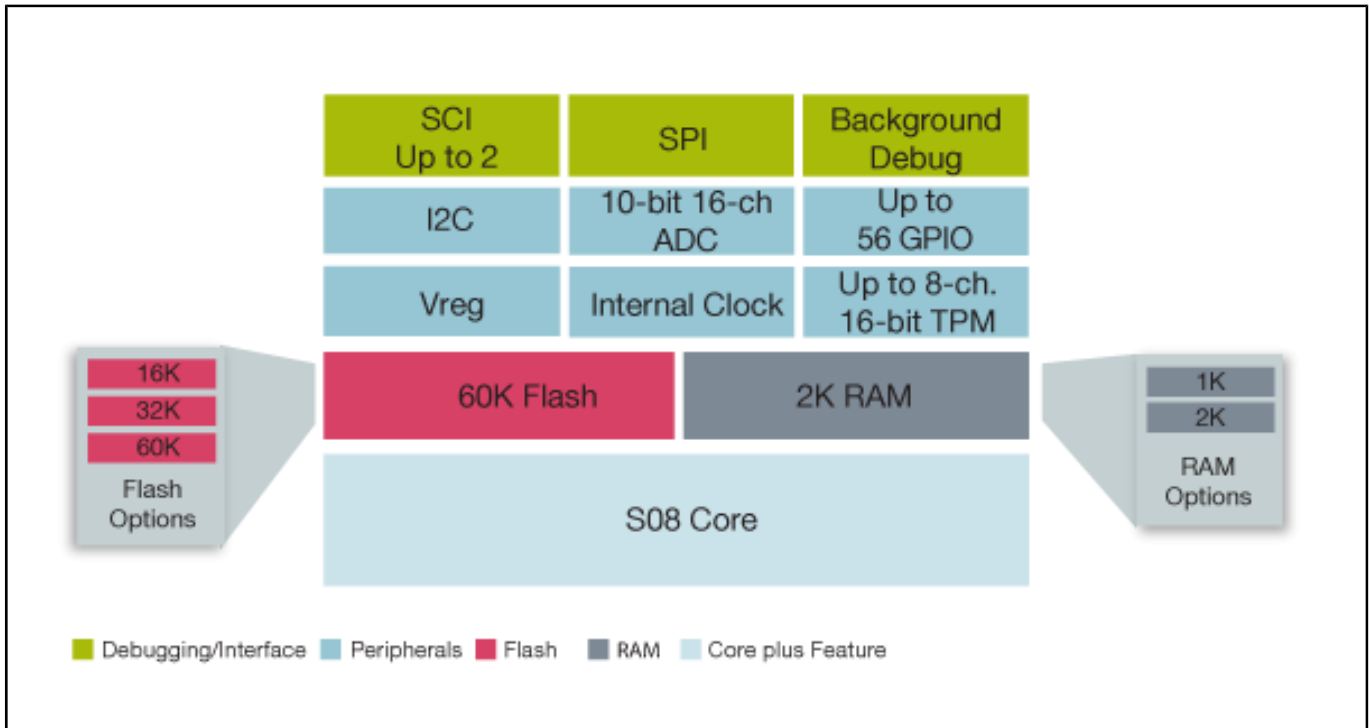 SCI
Up to 2
SPI
Background
Debug
I2C
10-bit 16-ch
ADC
Up to
56 GPIO
Vreg
Internal Clock
Up to 8-ch.
16-bit TPM
16K
32K
60K
Flash
Options
60K Flash
2K RAM
1K
2K
RAM
Options
S08 Core
Debugging/Interface
Peripherals
Flash
RAM
Core plus Feature